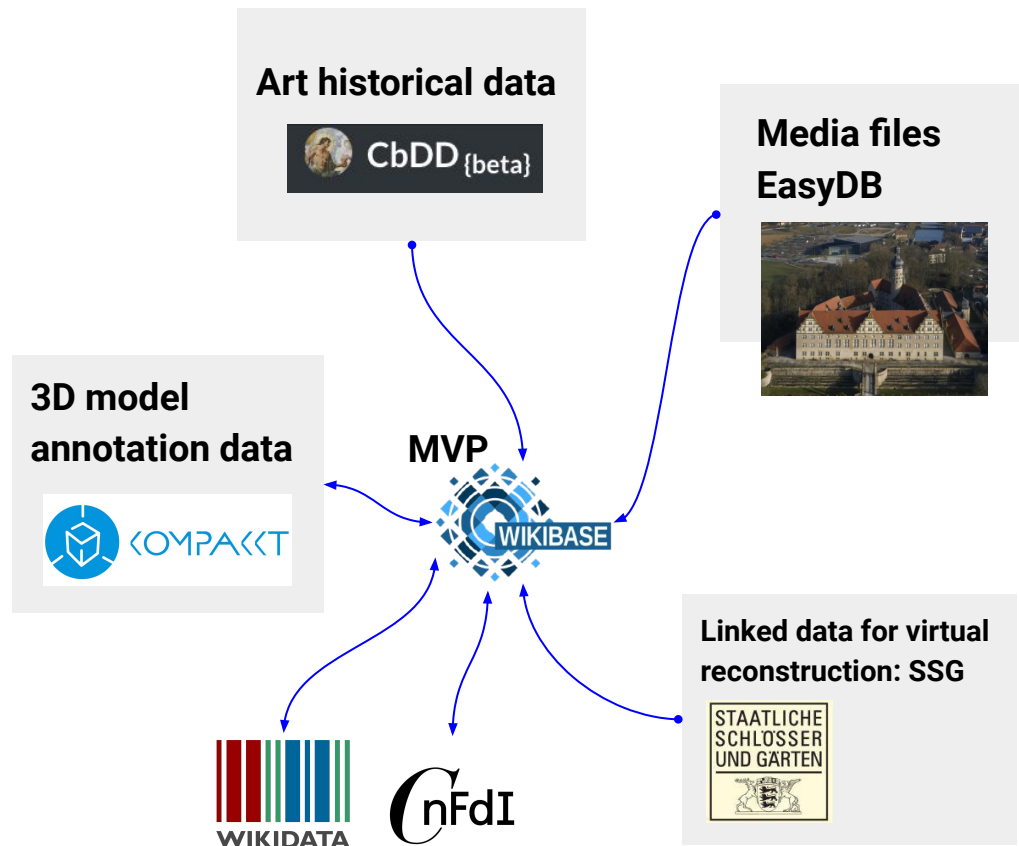 Art historical data
CbDD {beta}
Media files
EasyDB
3D model
annotation data
KOMPAKKT
MVP
WIKIBASE
Linked data for virtual
reconstruction: SSG
STAATLICHE
SCHLÖSSER
UND GÄRTEN
WIKIDATA
CnFdI